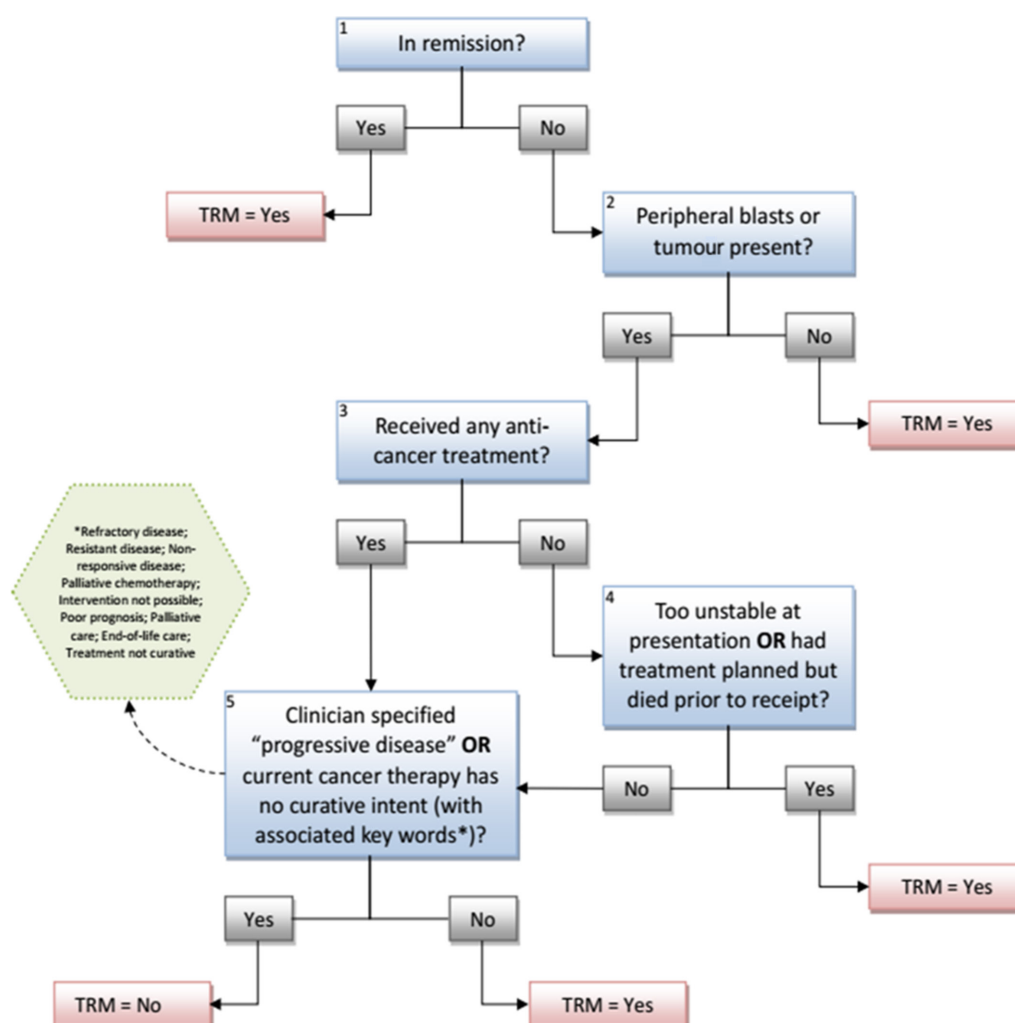 1
In remission?
Yes
No
TRM = Yes
2
Peripheral blasts or
tumour present?
Yes
No
3
Received any anti-
cancer treatment?
TRM = Yes
Yes
No
*Refractory disease;
Resistant disease; Non-
responsive disease;
Palliative chemotherapy;
Intervention not possible;
Poor prognosis; Palliative
care; End-of-life care;
Treatment not curative
4
Too unstable at
presentation OR had
treatment planned but
died prior to receipt?
5
Clinician specified
“progressive disease” OR
current cancer therapy has
no curative intent (with
associated key words*)?
No
Yes
TRM = Yes
Yes
No
TRM = No
TRM = Yes